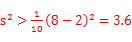 s² > 1/10 (8 − 2)² = 3.6